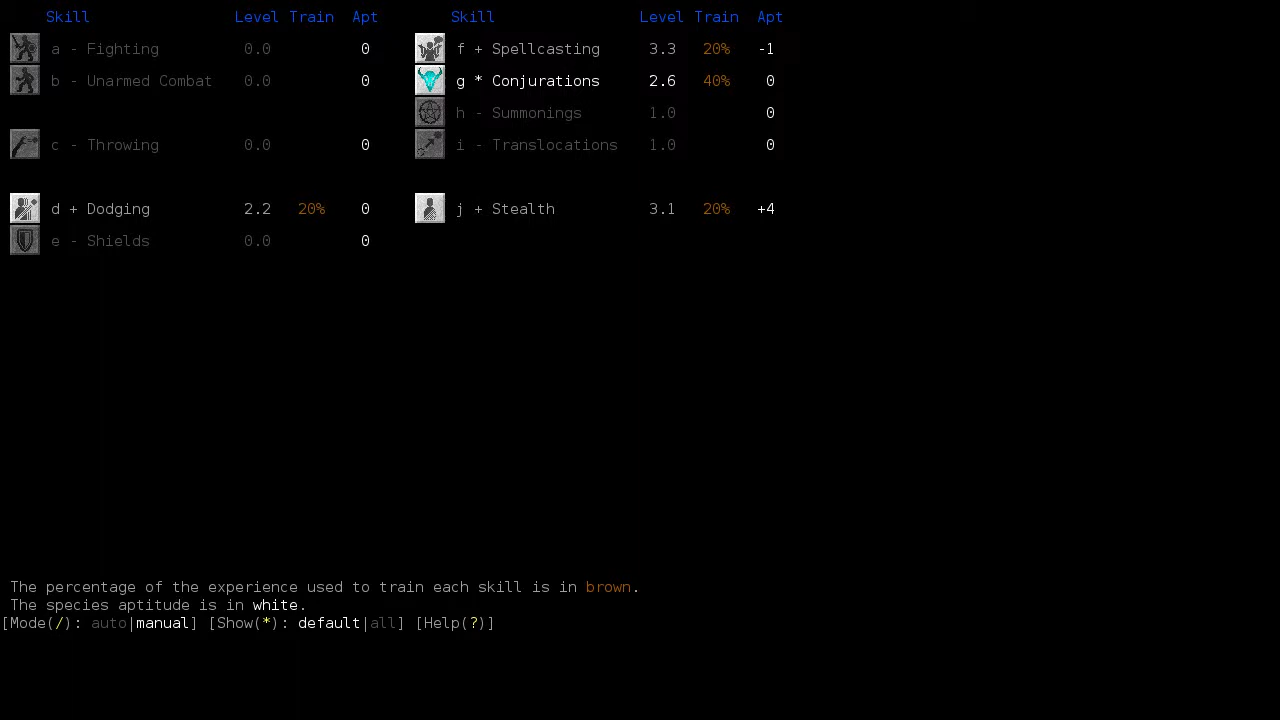 Skill Level Train Apt Skill Level Train Apt
a - Fighting 0.0 0 f + Spellcasting 3.3 20% -1
b - Unarmed Combat 0.0 0 g * Conjurations 2.6 40% 0
h - Summonings 1.0 0
c - Throwing 0.0 0 i - Translocations 1.0 0
d + Dodging 2.2 20% 0 j + Stealth 3.1 20% +4
e - Shields 0.0 0
The percentage of the experience used to train each skill is in brown.
The species aptitude is in white.
[Mode(/): auto|manual] [Show(*): default|all] [Help(?)]